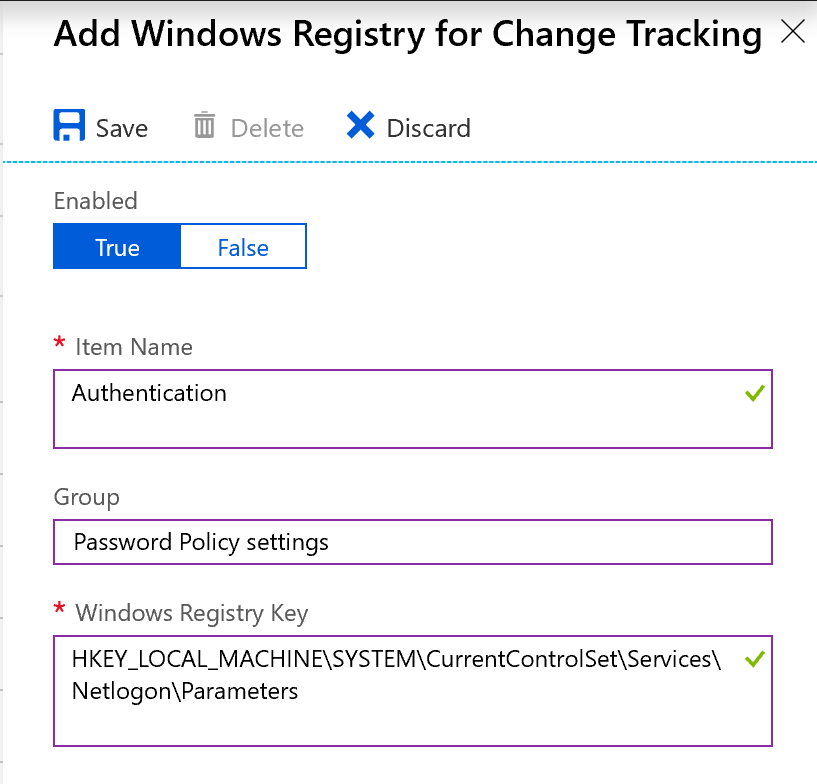 Add Windows Registry for Change Tracking
Save Delete Discard
Enabled
True False
* Item Name
Authentication
Group
Password Policy settings
* Windows Registry Key
HKEY_LOCAL_MACHINE\SYSTEM\CurrentControlSet\Services\
Netlogon\Parameters